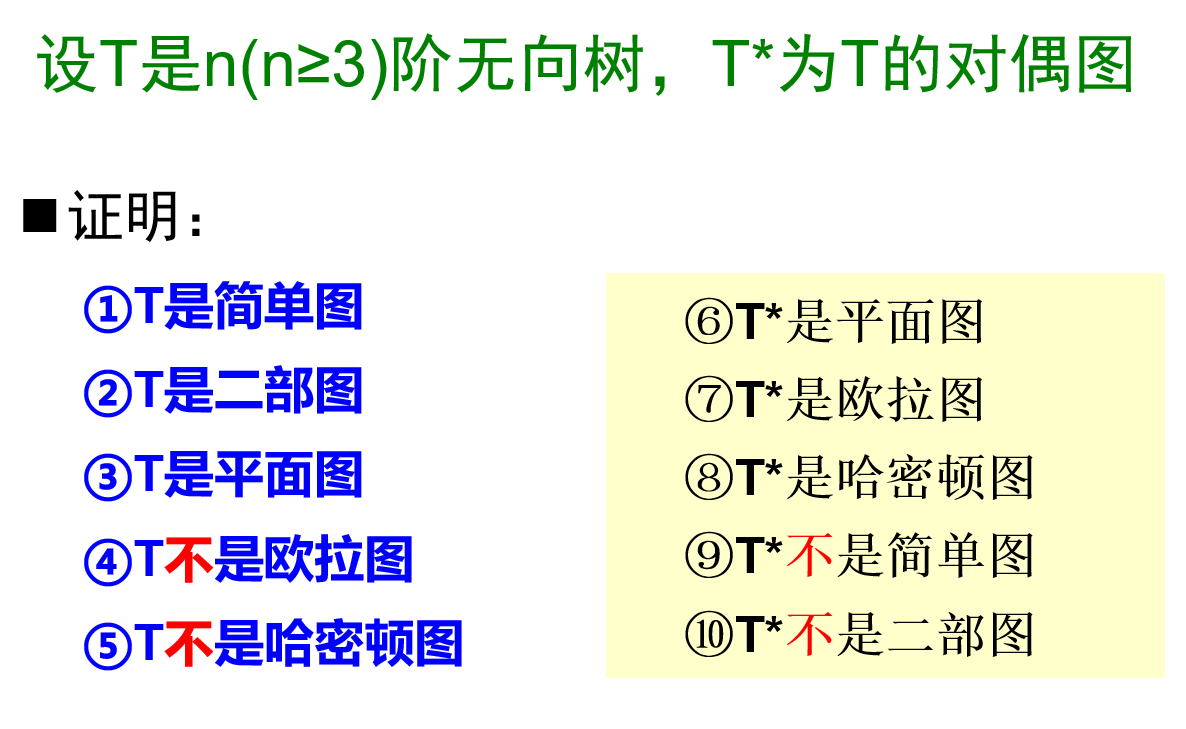 设T是n(n≥3)阶无向树，T*为T的对偶图
■证明：
①T是简单图
②T是二部图
③T是平面图
④T不是欧拉图
⑤T不是哈密顿图
⑥T*是平面图
⑦T*是欧拉图
⑧T*是哈密顿图
⑨T*不是简单图
⑩T*不是二部图